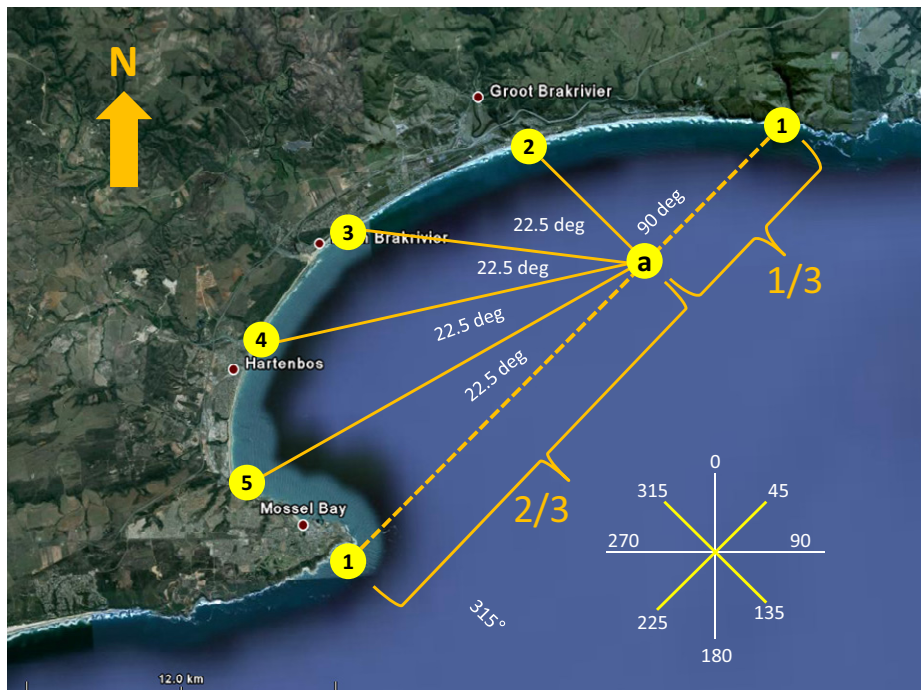 N
Groot Brakrivier
1
2
90 deg
3
Brakrivier
22.5 deg
a
22.5 deg
1/3
4
22.5 deg
Hartenbos
22.5 deg
0
5
315
45
2/3
Mossel Bay
270
90
1
315°
225
135
180
12.0 km